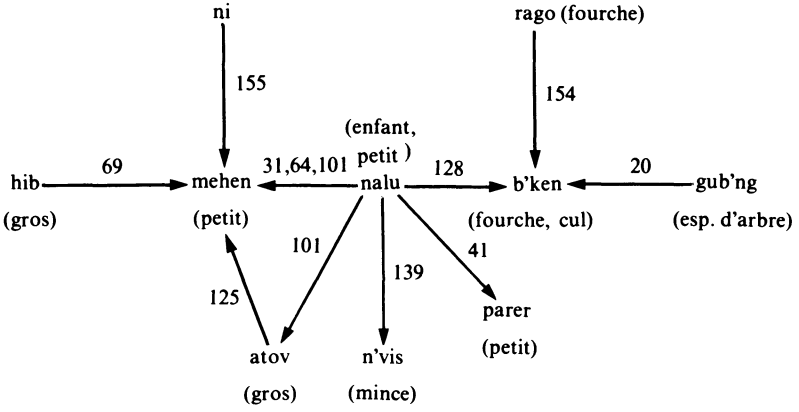 ni
rago (fourche)
155
154
(enfant,
petit )
hib
69
mehen
31,64,101
nalu
128
b'ken
20
gub'ng
(gros)
(petit)
(fourche, cul)
(esp. d'arbre)
101
139
41
125
parer
(petit)
atov
n'vis
(gros)
(mince)